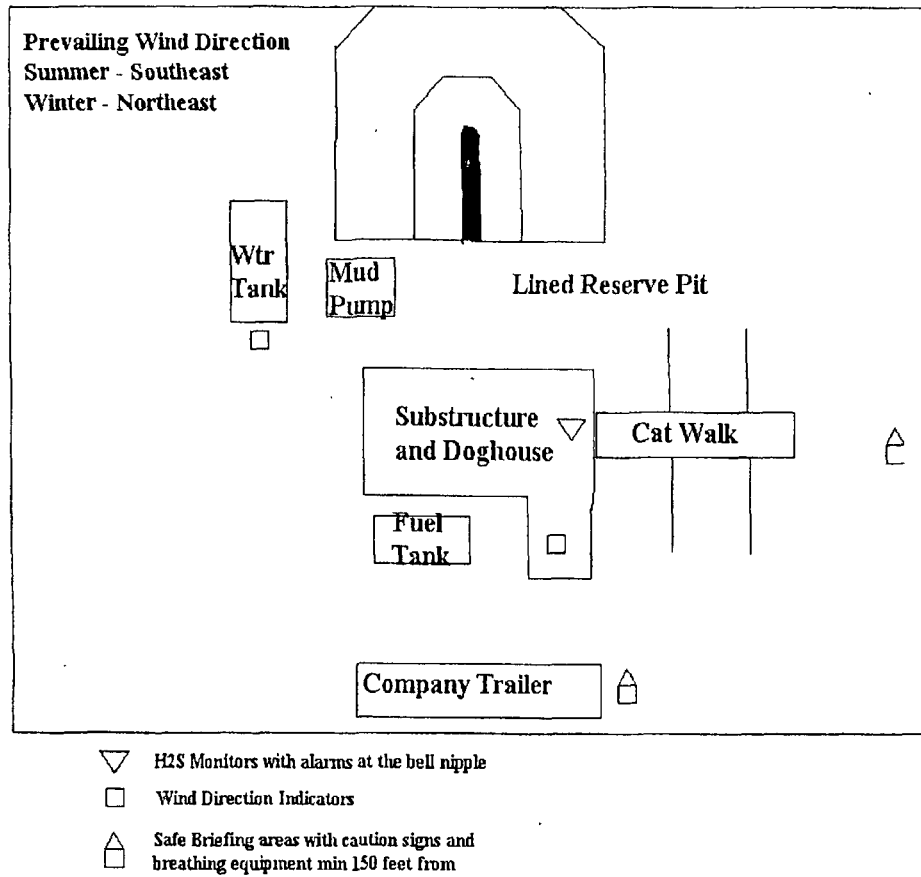 Prevailing Wind Direction
Summer - Southeast
Winter - Northeast
Wtr
Tank
Mud
Pump
Lined Reserve Pit
Substructure
and Doghouse
Cat Walk
Fuel
Tank
Company Trailer
H2S Monitors with alarms at the bell nipple
Wind Direction Indicators
Safe Briefing areas with caution signs and
breathing equipment min 150 feet from